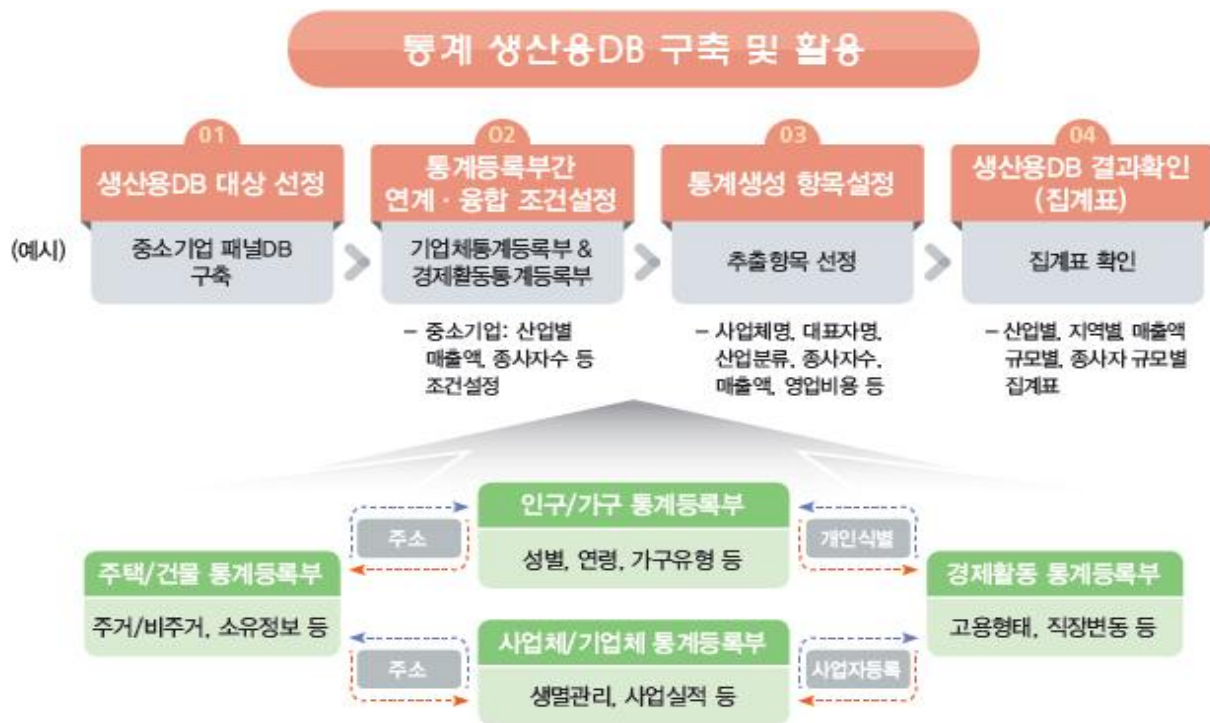 통계 생산용DB 구축 및 활용
01
생산용DB 대상 선정
02
통계등록부간
연계 · 융합 조건설정
03
통계생성 항목설정
04
생산용DB 결과확인
(집계표)
(예시)
중소기업 패널DB
구축
기업체통계등록부 &
경제활동통계등록부
추출항목 선정
집계표 확인
– 중소기업: 산업별
매출액, 종사자수 등
조건설정
– 사업체명, 대표자명,
산업분류, 종사자수,
매출액, 영업비용 등
– 산업별, 지역별, 매출액
규모별, 종사자 규모별
집계표
인구/가구 통계등록부
성별, 연령, 가구유형 등
주소
개인식별
주택/건물 통계등록부
주거/비주거, 소유정보 등
경제활동 통계등록부
고용형태, 직장변동 등
사업체/기업체 통계등록부
생멸관리, 사업실적 등
주소
사업자등록